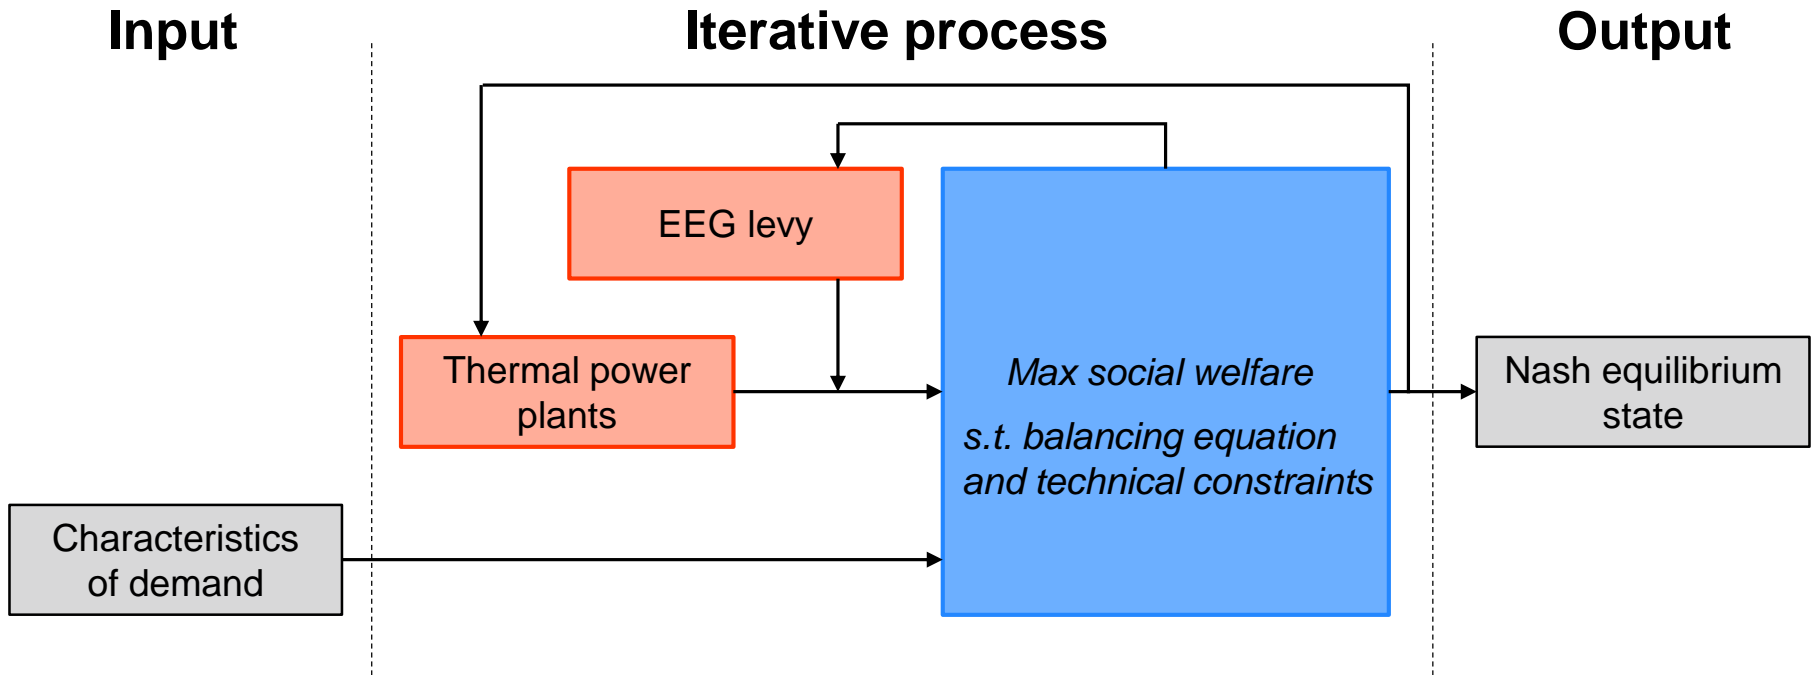 Input
Iterative process
Output
EEG levy
Thermal power
plants
Max social welfare
s.t. balancing equation
and technical constraints
Nash equilibrium
state
Characteristics
of demand